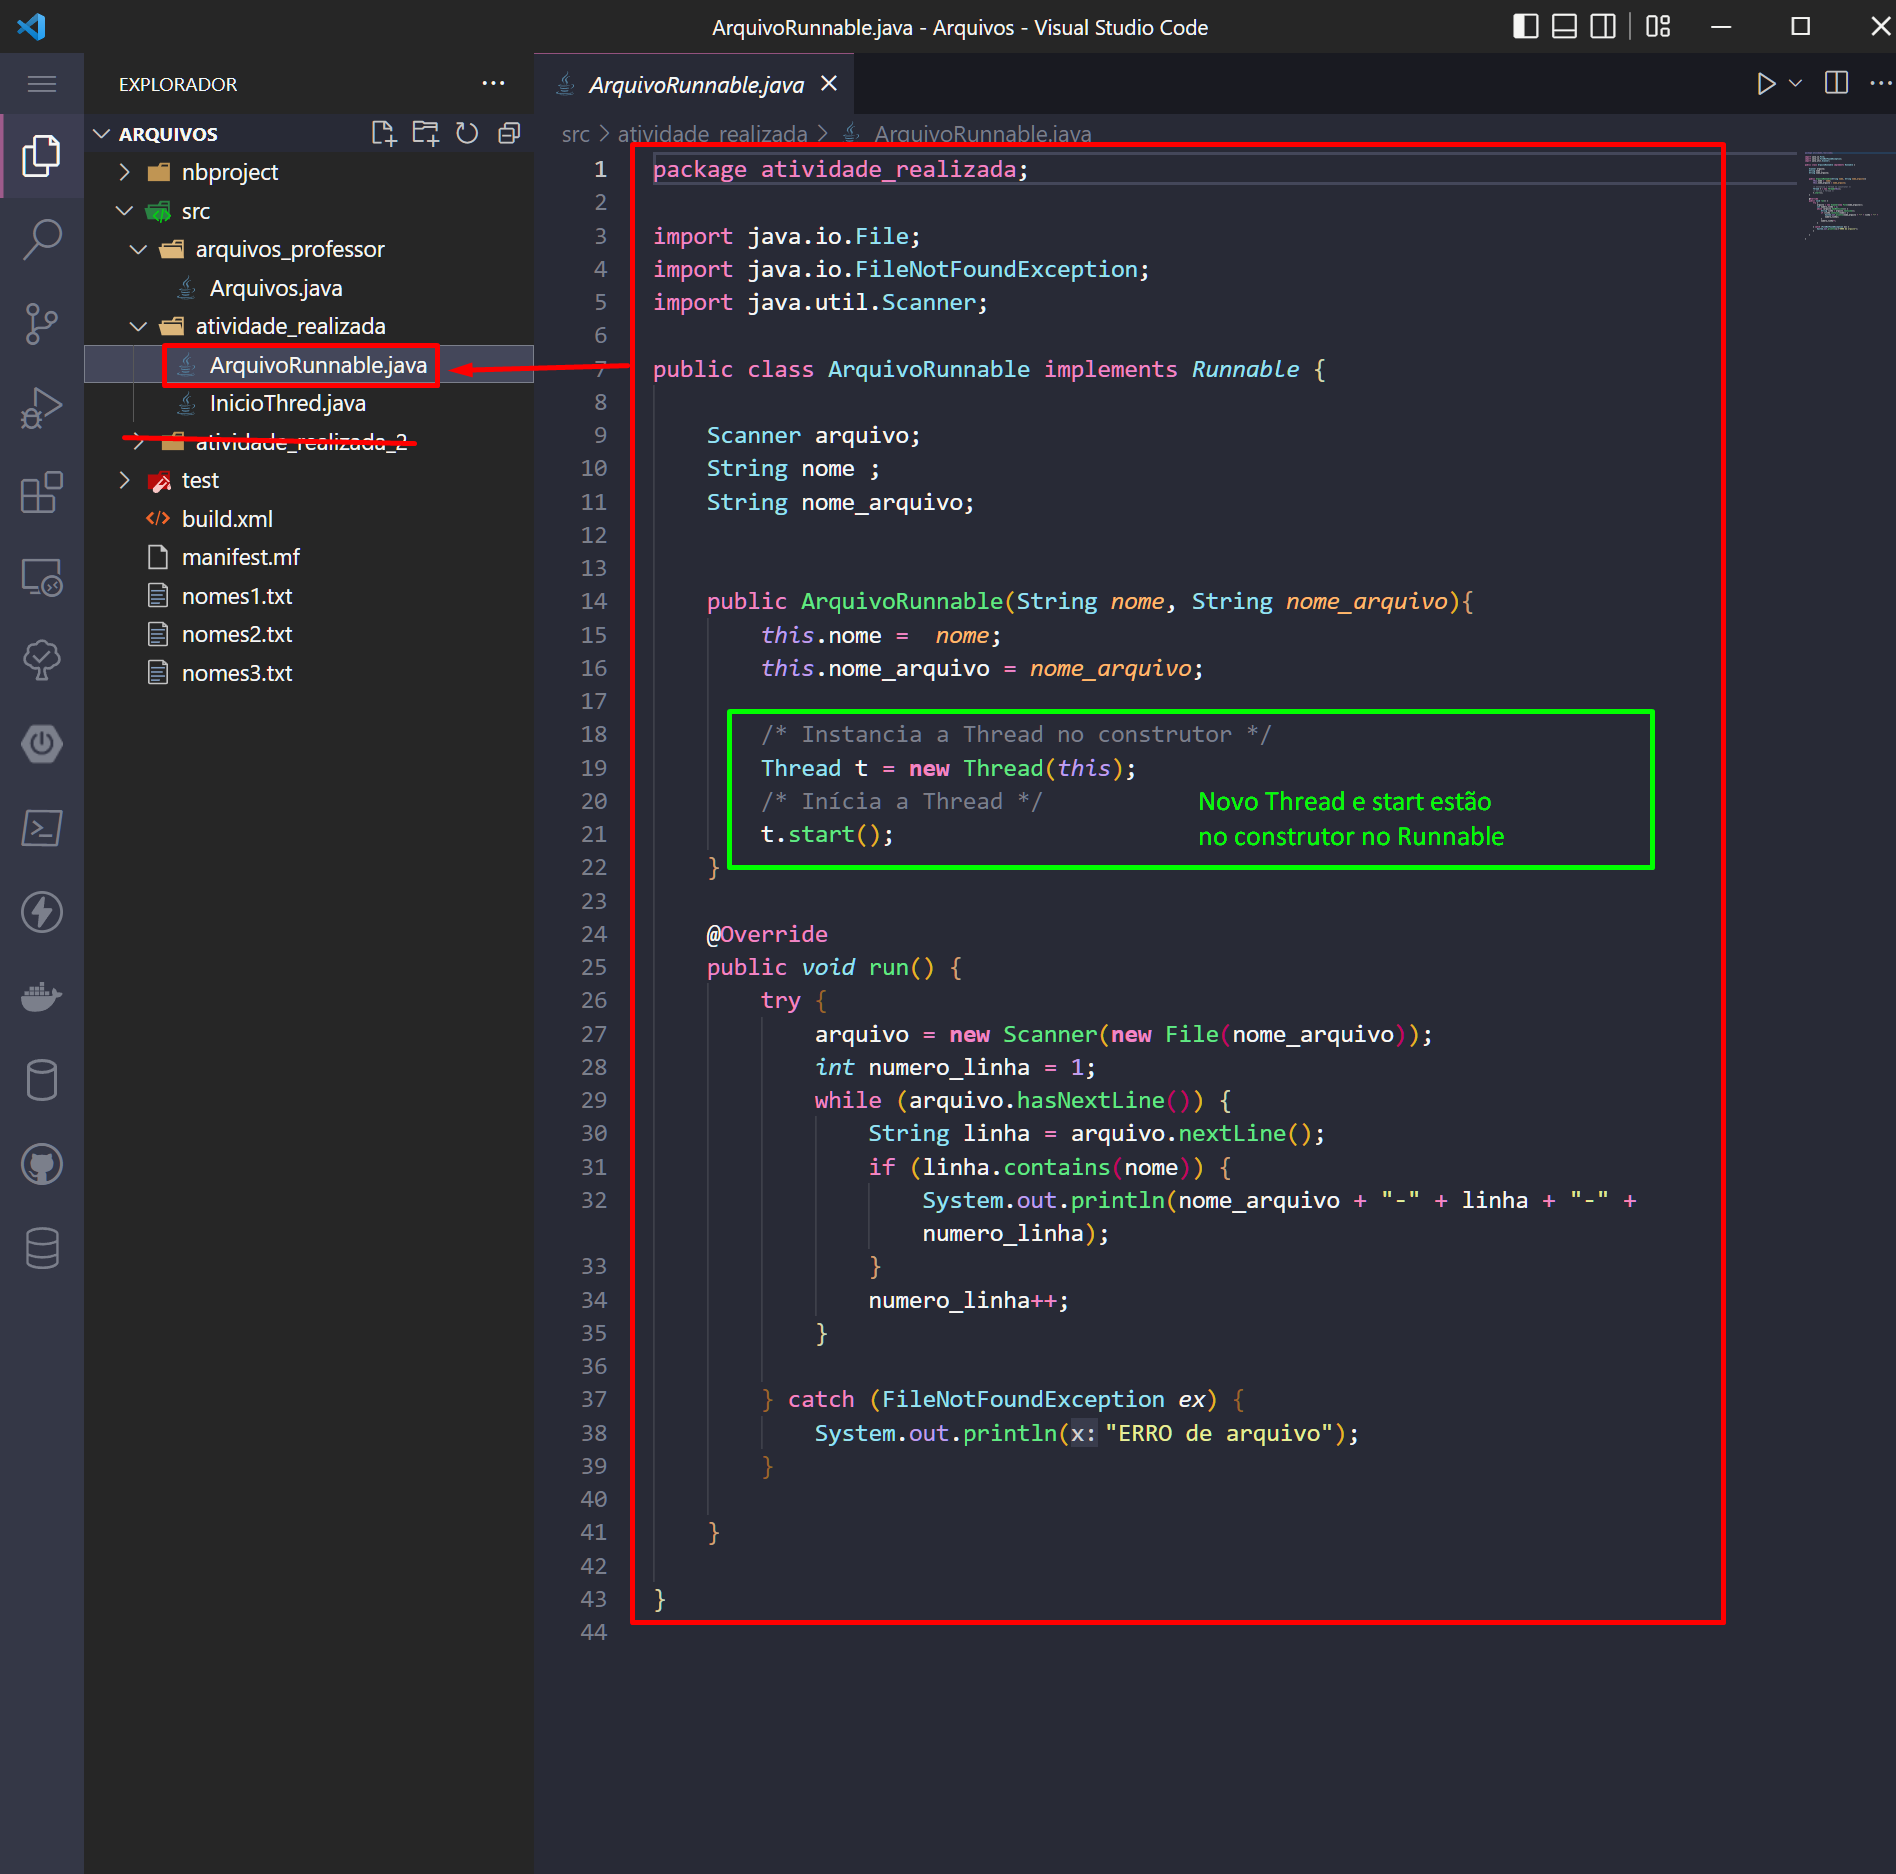 ArquivoRunnable.java - Arquivos - Visual Studio Code
EXPLORADOR
ARQUIVOS
nbproject
src
arquivos_professor
Arquivos.java
atividade_realizada
ArquivoRunnable.java
InicioThred.java
atividade_realizada_2
test
build.xml
manifest.mf
nomes1.txt
nomes2.txt
nomes3.txt
ArquivoRunnable.java
src > atividade_realizada > ArquivoRunnable.java
1 package atividade_realizada;
2
3 import java.io.File;
4 import java.io.FileNotFoundException;
5 import java.util.Scanner;
6
7 public class ArquivoRunnable implements Runnable {
8
9 Scanner arquivo;
10 String nome ;
11 String nome_arquivo;
12
13
14 public ArquivoRunnable(String nome, String nome_arquivo){
15 this.nome =  nome;
16 this.nome_arquivo = nome_arquivo;
17
18 /* Instancia a Thread no construtor */
19 Thread t = new Thread(this);
20 /* Inícia a Thread */
21 t.start();
22 }
Novo Thread e start estão
no construtor no Runnable
23
24 @Override
25 public void run() {
26 try {
27 arquivo = new Scanner(new File(nome_arquivo));
28 int numero_linha = 1;
29 while (arquivo.hasNextLine()) {
30 String linha = arquivo.nextLine();
31 if (linha.contains(nome)) {
32 System.out.println(nome_arquivo + "-" + linha + "-" +
numero_linha);
33 }
34 numero_linha++;
35 }
36
37 } catch (FileNotFoundException ex) {
38 System.out.println(x: "ERRO de arquivo");
39 }
40
41 }
42
43 }
44